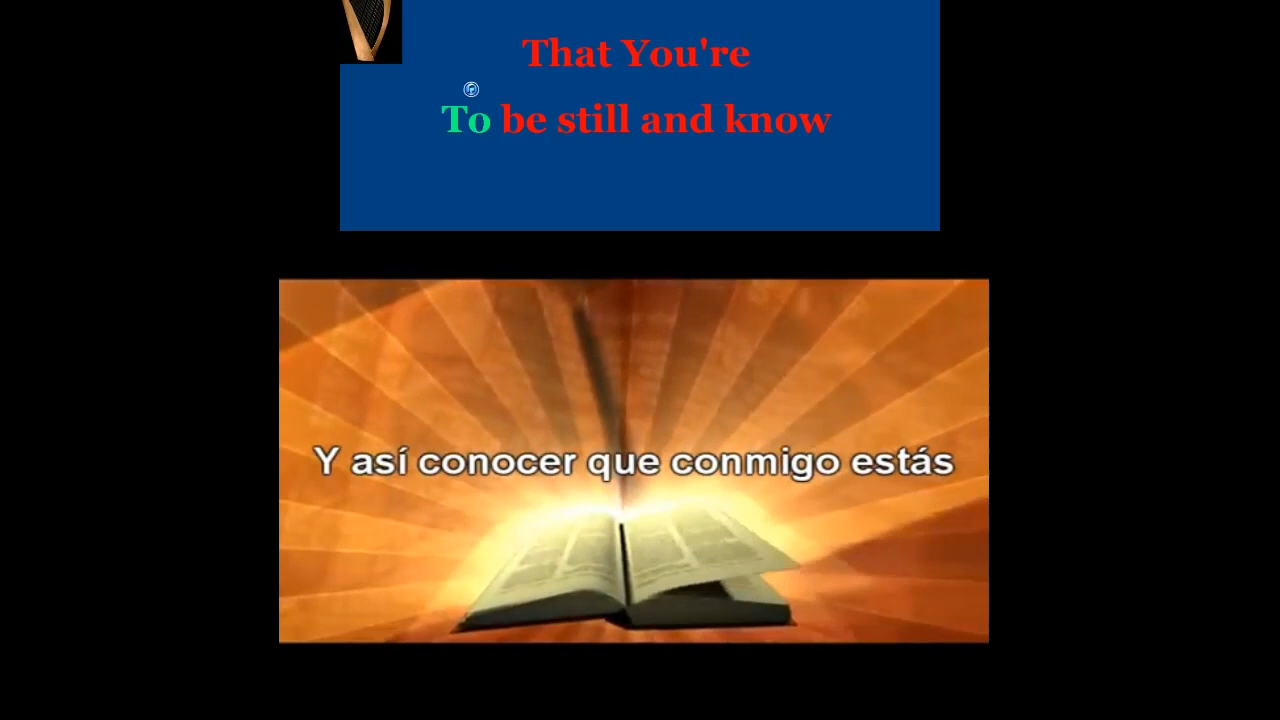 That You're
To be still and know
Y así conocer que conmigo estás